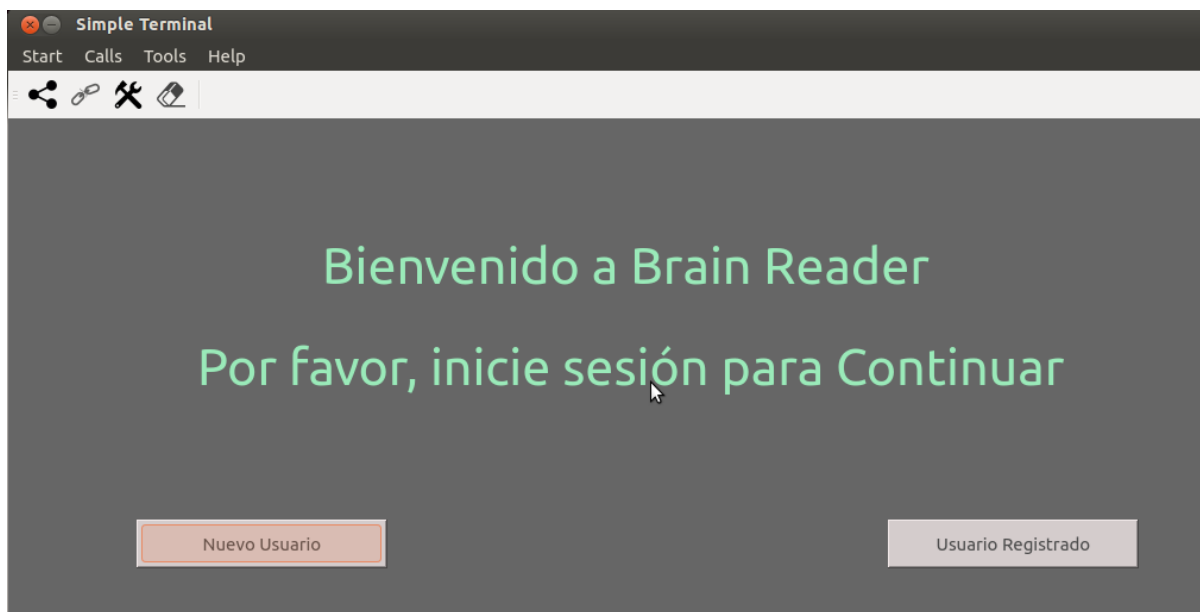 Simple Terminal
Start Calls Tools Help
Bienvenido a Brain Reader
Por favor, inicie sesión para Continuar
Nuevo Usuario Usuario Registrado